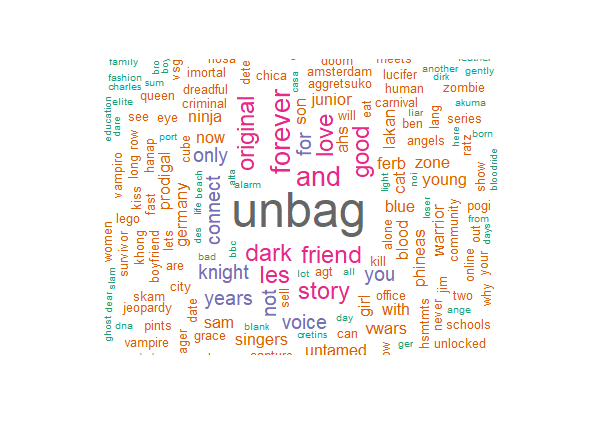 family
fashion
charles
bro
boy
sum
vsg
imortal
nosa
dete
chica
casa
doom
amsterdam
aggretsuko
meets
lucifer
human
another
dirk
gently
zombie
elite
education
dare
queen
dreadful
criminal
original
forever
son
junior
will
eat
carnival
liar
akuma
series
see
eye
ninja
now
for
love
ahs
good
lakan
ben
angels
lang
here
born
row
long
hanap
port
cube
only
ferb
zone
ratz
bloodride
vampiro
kiss
fast
prodigal
germany
life beach
des
connect
alta
alarm
and
light
cat
noi
young
show
lego
women
survivor
khong
boyfriend
lets
unbag
blue
alone
blood
loser
warrior
community
pogi
from
out
days
bbc
dark
friend
phineas
online
your
slam
dear
ghost
are
bad
knight
les
lot
agt
all
kill
you
jim
why
skam
city
years
not
sell
story
girl
office
with
never
two
jeopardy
date
dna
pints
sam
blank
voice
day
vwars
hsmtmts
ange
schools
vampire
ager
grace
singers
cretins
can
ger
unlocked
untamed
ow